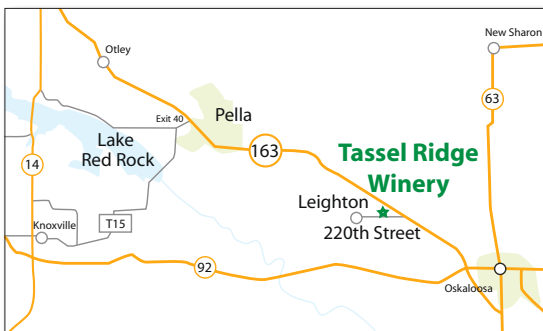 New Sharon
Otley
63
Exit 40
Pella
Lake
Red Rock
163
Tassel Ridge
Winery
14
Leighton
220th Street
Knoxville
T15
92
Oskaloosa